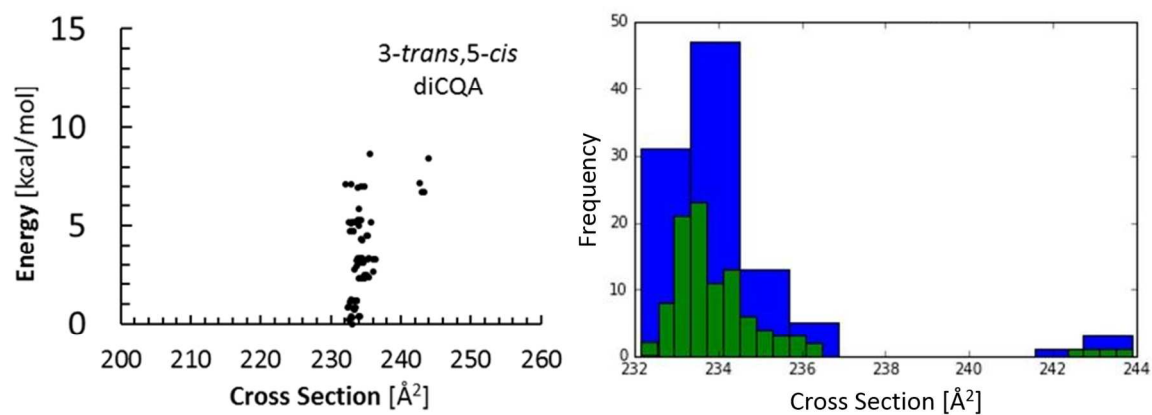 15
10
5
0
Energy [kcal/mol]
3-trans,5-cis
diCQA
200 210 220 230 240 250 260
Cross Section [Å²]
50
40
30
20
10
0
Frequency
232 234 236 238 240 242 244
Cross Section [Å²]